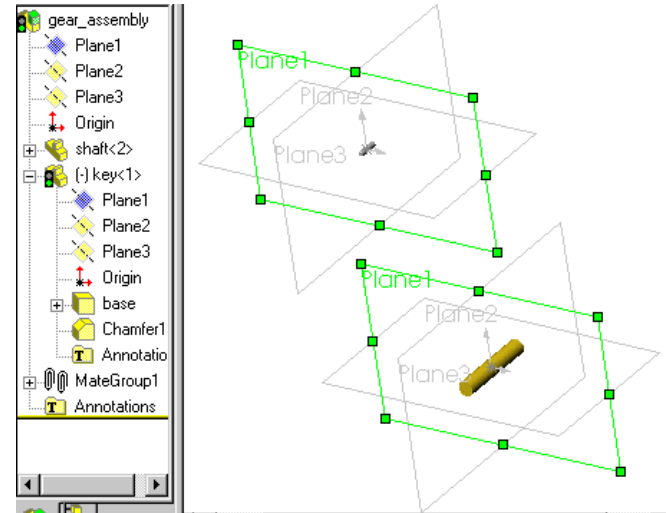 gear_assembly
Plane1
Plane2
Plane3
Origin
shaft<2>
(-) key<1>
Plane1
Plane2
Plane3
Origin
base
Chamfer1
T Annotatio
MateGroup1
T Annotations
Plane1
Plane2
Plane3
Plane1
Plane2
Plane3